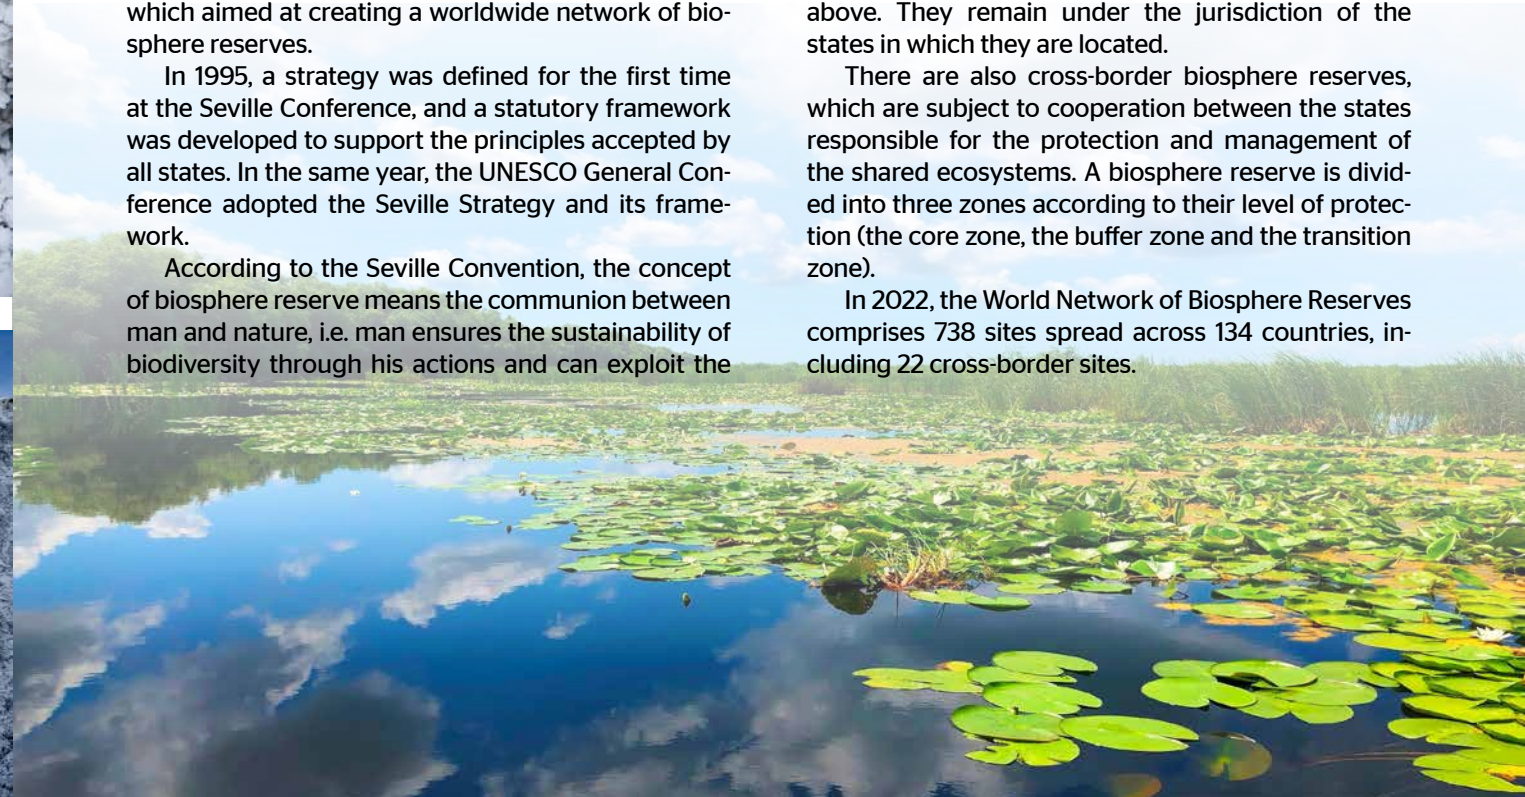 which aimed at creating a worldwide network of bio-
sphere reserves.
In 1995, a strategy was defined for the first time
at the Seville Conference, and a statutory framework
was developed to support the principles accepted by
all states. In the same year, the UNESCO General Con-
ference adopted the Seville Strategy and its frame-
work.
According to the Seville Convention, the concept
of biosphere reserve means the communion between
man and nature, i.e. man ensures the sustainability of
biodiversity through his actions and can exploit the
above. They remain under the jurisdiction of the
states in which they are located.
There are also cross-border biosphere reserves,
which are subject to cooperation between the states
responsible for the protection and management of
the shared ecosystems. A biosphere reserve is divid-
ed into three zones according to their level of protec-
tion (the core zone, the buffer zone and the transition
zone).
In 2022, the World Network of Biosphere Reserves
comprises 738 sites spread across 134 countries, in-
cluding 22 cross-border sites.